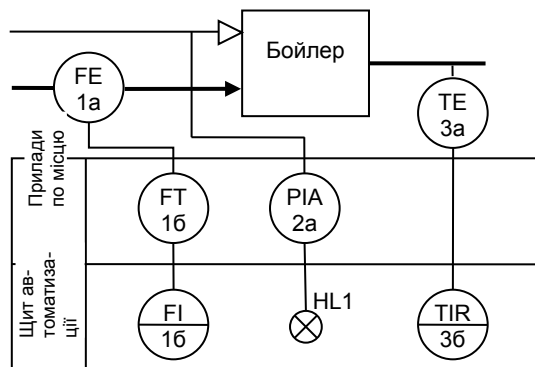 Бойлер
FE
1а
TE
3а
Прилади
по місцю
FT
1б
PIA
2а
Щит ав-
томатиза-
ції
FI
1б
HL1
TIR
3б